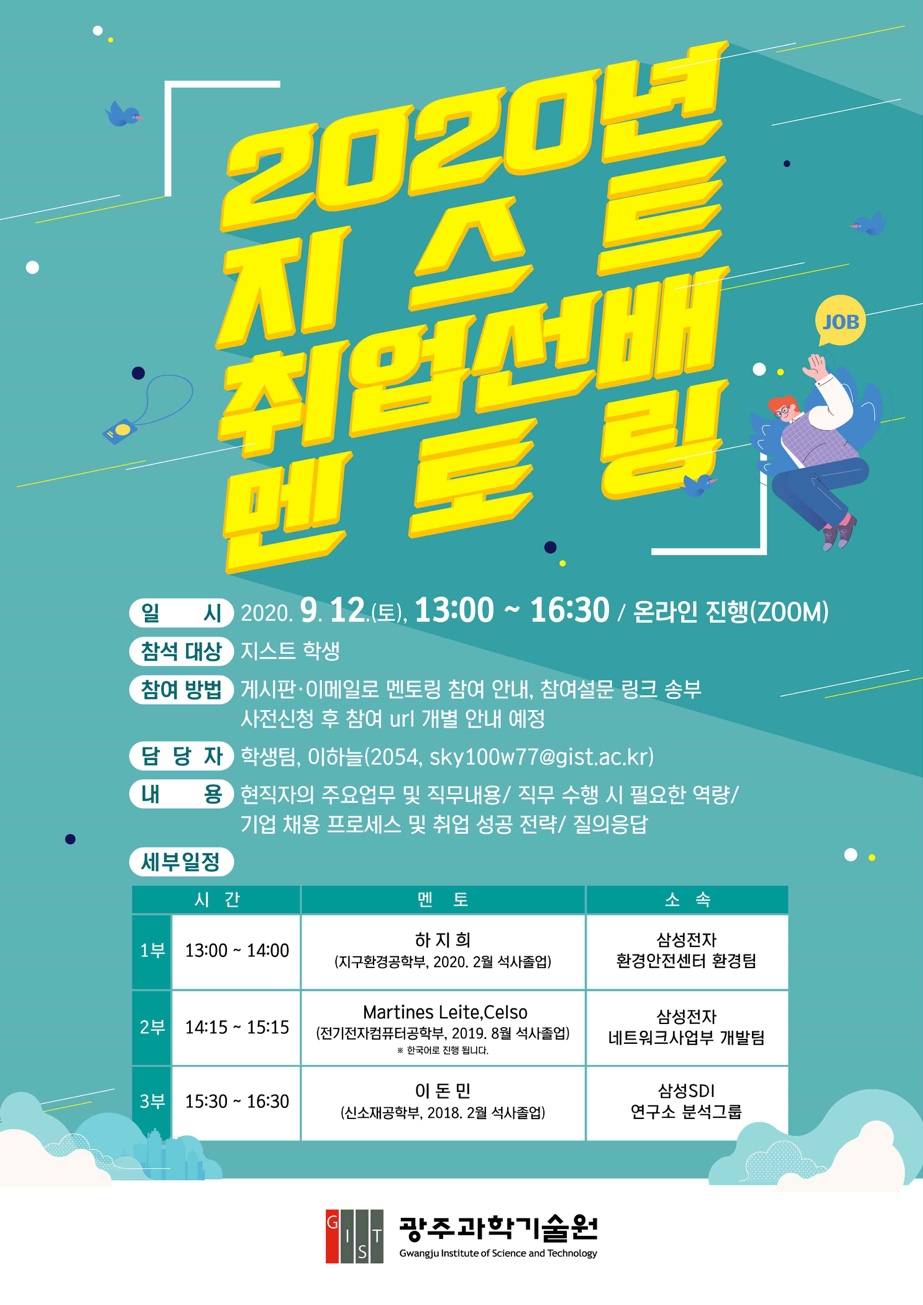 2020년
지스트
취업선배
멘토링
JOB
일 시 2020. 9. 12.(토), 13:00 ~ 16:30 / 온라인 진행(ZOOM)
참석 대상 지스트 학생
참여 방법 게시판·이메일로 멘토링 참여 안내, 참여설문 링크 송부
사전신청 후 참여 url 개별 안내 예정
담 당 자 학생팀, 이하늘(2054, sky100w77@gist.ac.kr)
내 용 현직자의 주요업무 및 직무내용/ 직무 수행 시 필요한 역량/
기업 채용 프로세스 및 취업 성공 전략/ 질의응답
세부일정
시 간 멘 토 소 속
1부 13:00 ~ 14:00 하 지 희 삼성전자
(지구환경공학부, 2020. 2월 석사졸업) 환경안전센터 환경팀
2부 14:15 ~ 15:15 Martines Leite,Celso 삼성전자
(전기전자컴퓨터공학부, 2019. 8월 석사졸업) 네트워크사업부 개발팀
※ 한국어로 진행 됩니다.
3부 15:30 ~ 16:30 이 돈 민 삼성SDI
(신소재공학부, 2018. 2월 석사졸업) 연구소 분석그룹
GIST 광주과학기술원
Gwangju Institute of Science and Technology